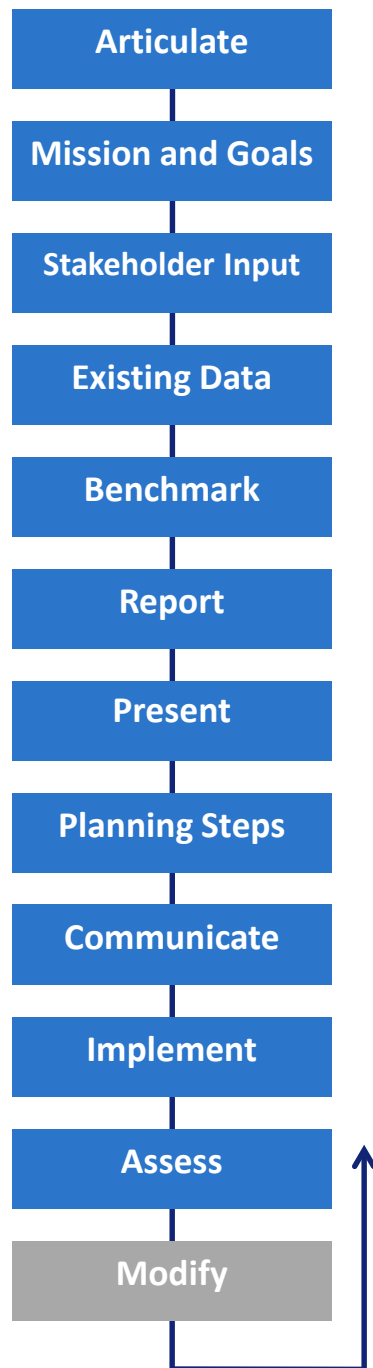 Articulate
Mission and Goals
Stakeholder Input
Existing Data
Benchmark
Report
Present
Planning Steps
Communicate
Implement
Assess
Modify